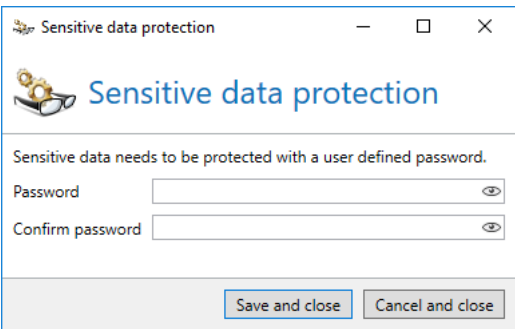 Sensitive data protection
Sensitive data protection
Sensitive data needs to be protected with a user defined password.
Password
Confirm password
Save and close Cancel and close